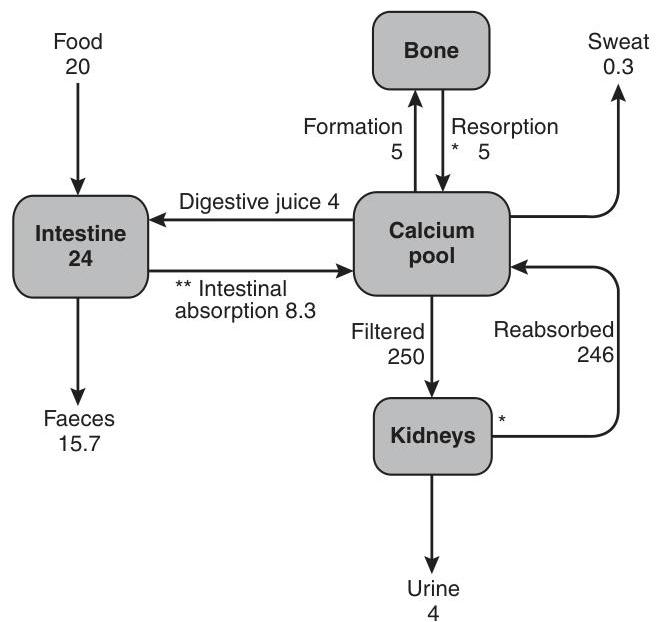 Food
20
Bone
Sweat
0.3
Formation
5
Resorption
* 5
Digestive juice 4
Intestine
24
Calcium
pool
** Intestinal
absorption 8.3
Filtered
250
Reabsorbed
246
Faeces
15.7
Kidneys
*
Urine
4